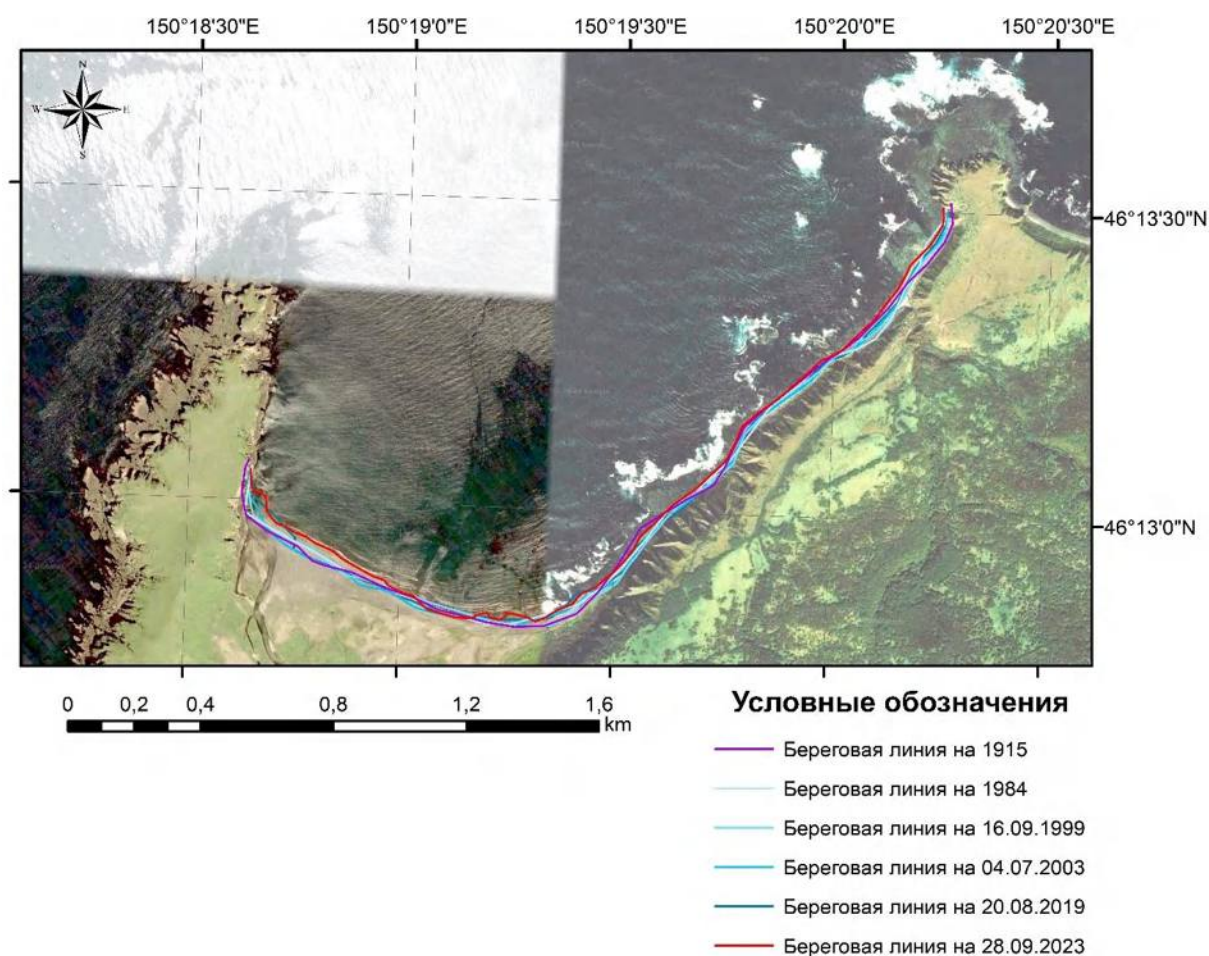 150°18'30"E 150°19'0"E 150°19'30"E 150°20'0"E 150°20'30"E
N
W E
S
46°13'30"N
46°13'0"N
0 0,2 0,4 0,8 1,2 1,6
km
Условные обозначения
Береговая линия на 1915
Береговая линия на 1984
Береговая линия на 16.09.1999
Береговая линия на 04.07.2003
Береговая линия на 20.08.2019
Береговая линия на 28.09.2023